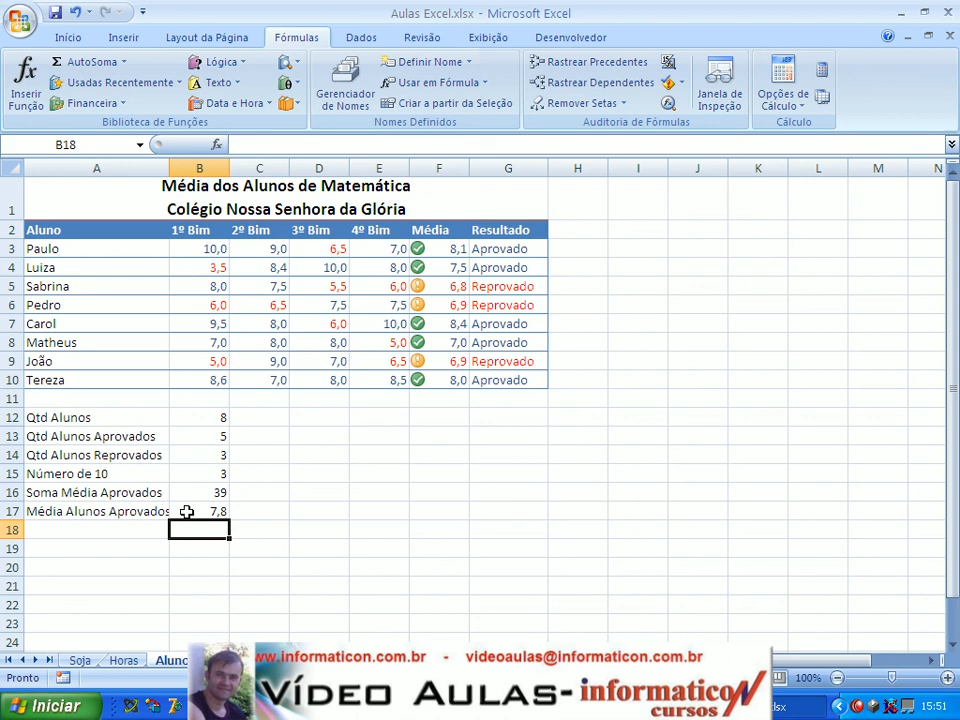 Aulas Excel.xlsx - Microsoft Excel
Início Inserir Layout da Página Fórmulas Dados Revisão Exibição Desenvolvedor
fx Inserir Função
Σ AutoSoma
Usadas Recentemente
Financeira
Lógica
Texto
Data e Hora
Biblioteca de Funções
Gerenciador de Nomes
Definir Nome
Usar em Fórmula
Criar a partir da Seleção
Nomes Definidos
Rastrear Precedentes
Rastrear Dependentes
Remover Setas
Auditoria de Fórmulas
Janela de Inspeção
Opções de Cálculo
Cálculo
B18 fx
A B C D E F G H I J K L M N
1 Média dos Alunos de Matemática
Colégio Nossa Senhora da Glória
2 Aluno 1º Bim 2º Bim 3º Bim 4º Bim Média Resultado
3 Paulo 10,0 9,0 6,5 7,0 8,1 Aprovado
4 Luiza 3,5 8,4 10,0 8,0 7,5 Aprovado
5 Sabrina 8,0 7,5 5,5 6,0 6,8 Reprovado
6 Pedro 6,0 6,5 7,5 7,5 6,9 Reprovado
7 Carol 9,5 8,0 6,0 10,0 8,4 Aprovado
8 Matheus 7,0 8,0 8,0 5,0 7,0 Aprovado
9 João 5,0 9,0 7,0 6,5 6,9 Reprovado
10 Tereza 8,6 7,0 8,0 8,5 8,0 Aprovado
11
12 Qtd Alunos 8
13 Qtd Alunos Aprovados 5
14 Qtd Alunos Reprovados 3
15 Número de 10 3
16 Soma Média Aprovados 39
17 Média Alunos Aprovados 7,8
18
19
20
21
22
23
24
Soja Horas Aluno
www.informaticon.com.br - videoaulas@informaticon.com.br
Pronto 100%
VÍDEO AULAS- informaticoN cursos
Iniciar lsx 15:51